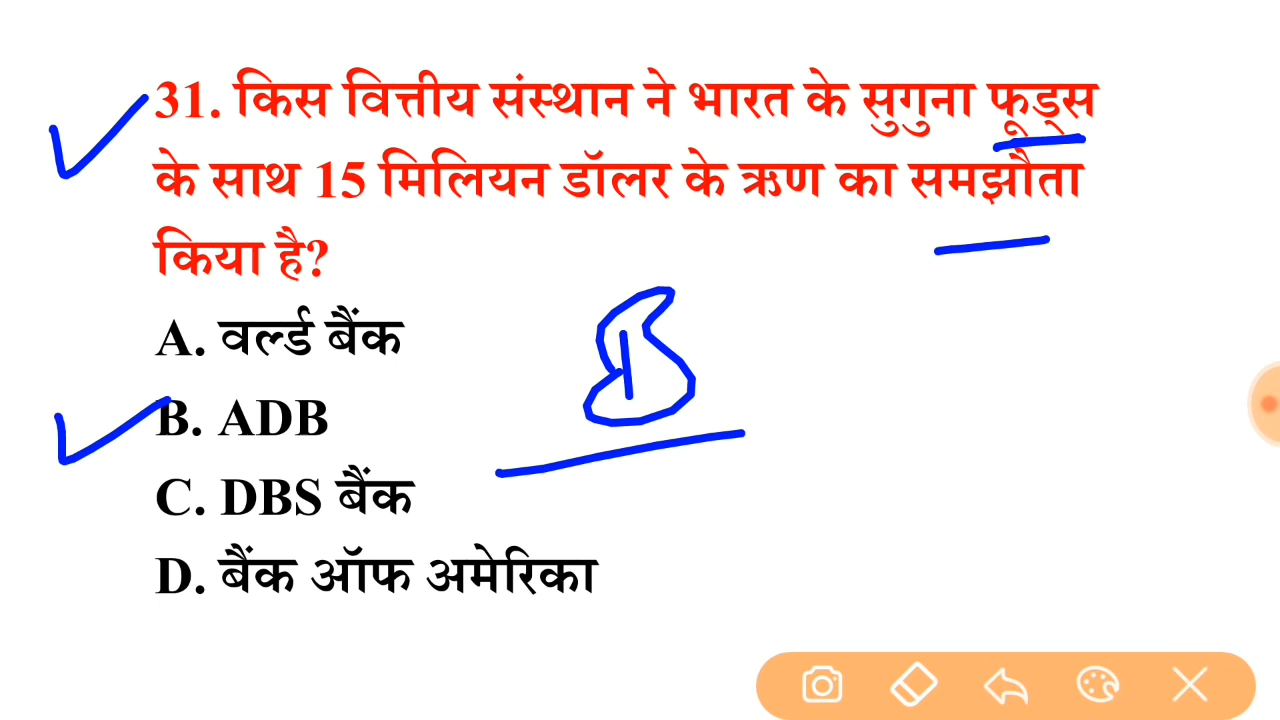 31. किस वित्तीय संस्थान ने भारत के सुगुना फूड्स
के साथ 15 मिलियन डॉलर के ऋण का समझौता
किया है?
A. वर्ल्ड बैंक
B. ADB
C. DBS बैंक
D. बैंक ऑफ अमेरिका
B